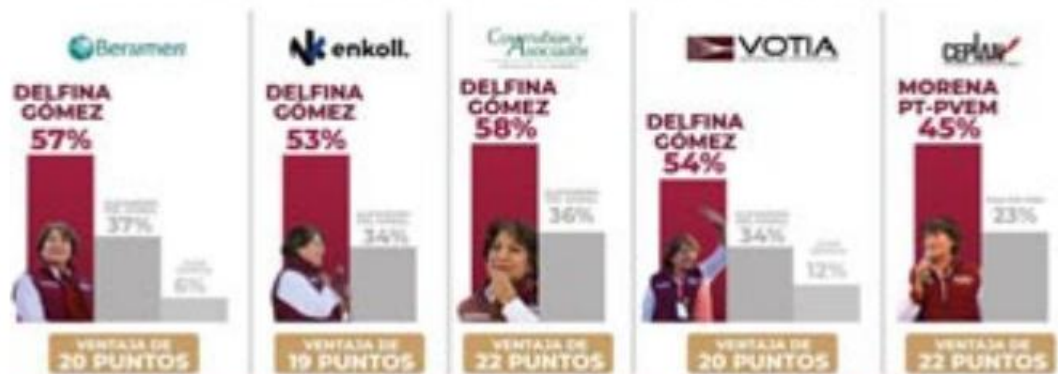 Berumen
DELFINA
GÓMEZ
57%
37%
6%
VENTAJA DE
20 PUNTOS
enkoll.
DELFINA
GÓMEZ
53%
34%
VENTAJA DE
19 PUNTOS
Asociados
DELFINA
GÓMEZ
58%
36%
VENTAJA DE
22 PUNTOS
VOTIA
DELFINA
GÓMEZ
54%
34%
12%
VENTAJA DE
20 PUNTOS
CEPLAN
MORENA
PT-PVEM
45%
23%
VENTAJA DE
22 PUNTOS